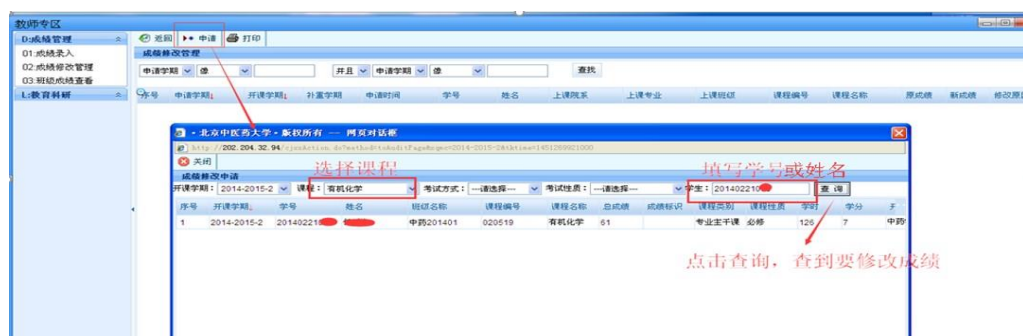 教师专区
D:成绩管理
01.成绩录入
02.成绩修改管理
03.班级成绩查看
L:教育科研
返回 申请 打印
成绩修改管理
申请学期 像 并且 申请学期 像 查找
序号 申请学期 开课学期 补重学期 申请时间 学号 姓名 上课院系 上课专业 上课班级 课程编号 课程名称 原成绩 新成绩 修改原
北京中医药大学·版权所有 -- 网页对话框
关闭
选择课程
填写学号或姓名
成绩修改申请
开课学期： 2014-2015-2 课程： 有机化学 考试方式： ---请选择--- 考试性质： ---请选择--- 学生： 201402210 查 询
序号 开课学期 学号 姓名 班级名称 课程编号 课程名称 总成绩 成绩标识 课程类别 课程性质 学时 学分
1 2014-2015-2 20140221 中药201401 020519 有机化学 61 专业主干课 必修 126 7 中药
点击查询，查到要修改成绩